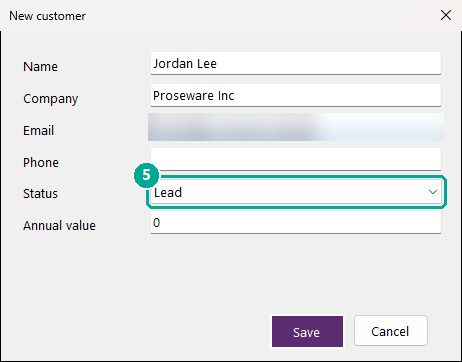 New customer
Name Jordan Lee
Company Proseware Inc
Email
Phone
5
Status Lead
Annual value 0
Save Cancel